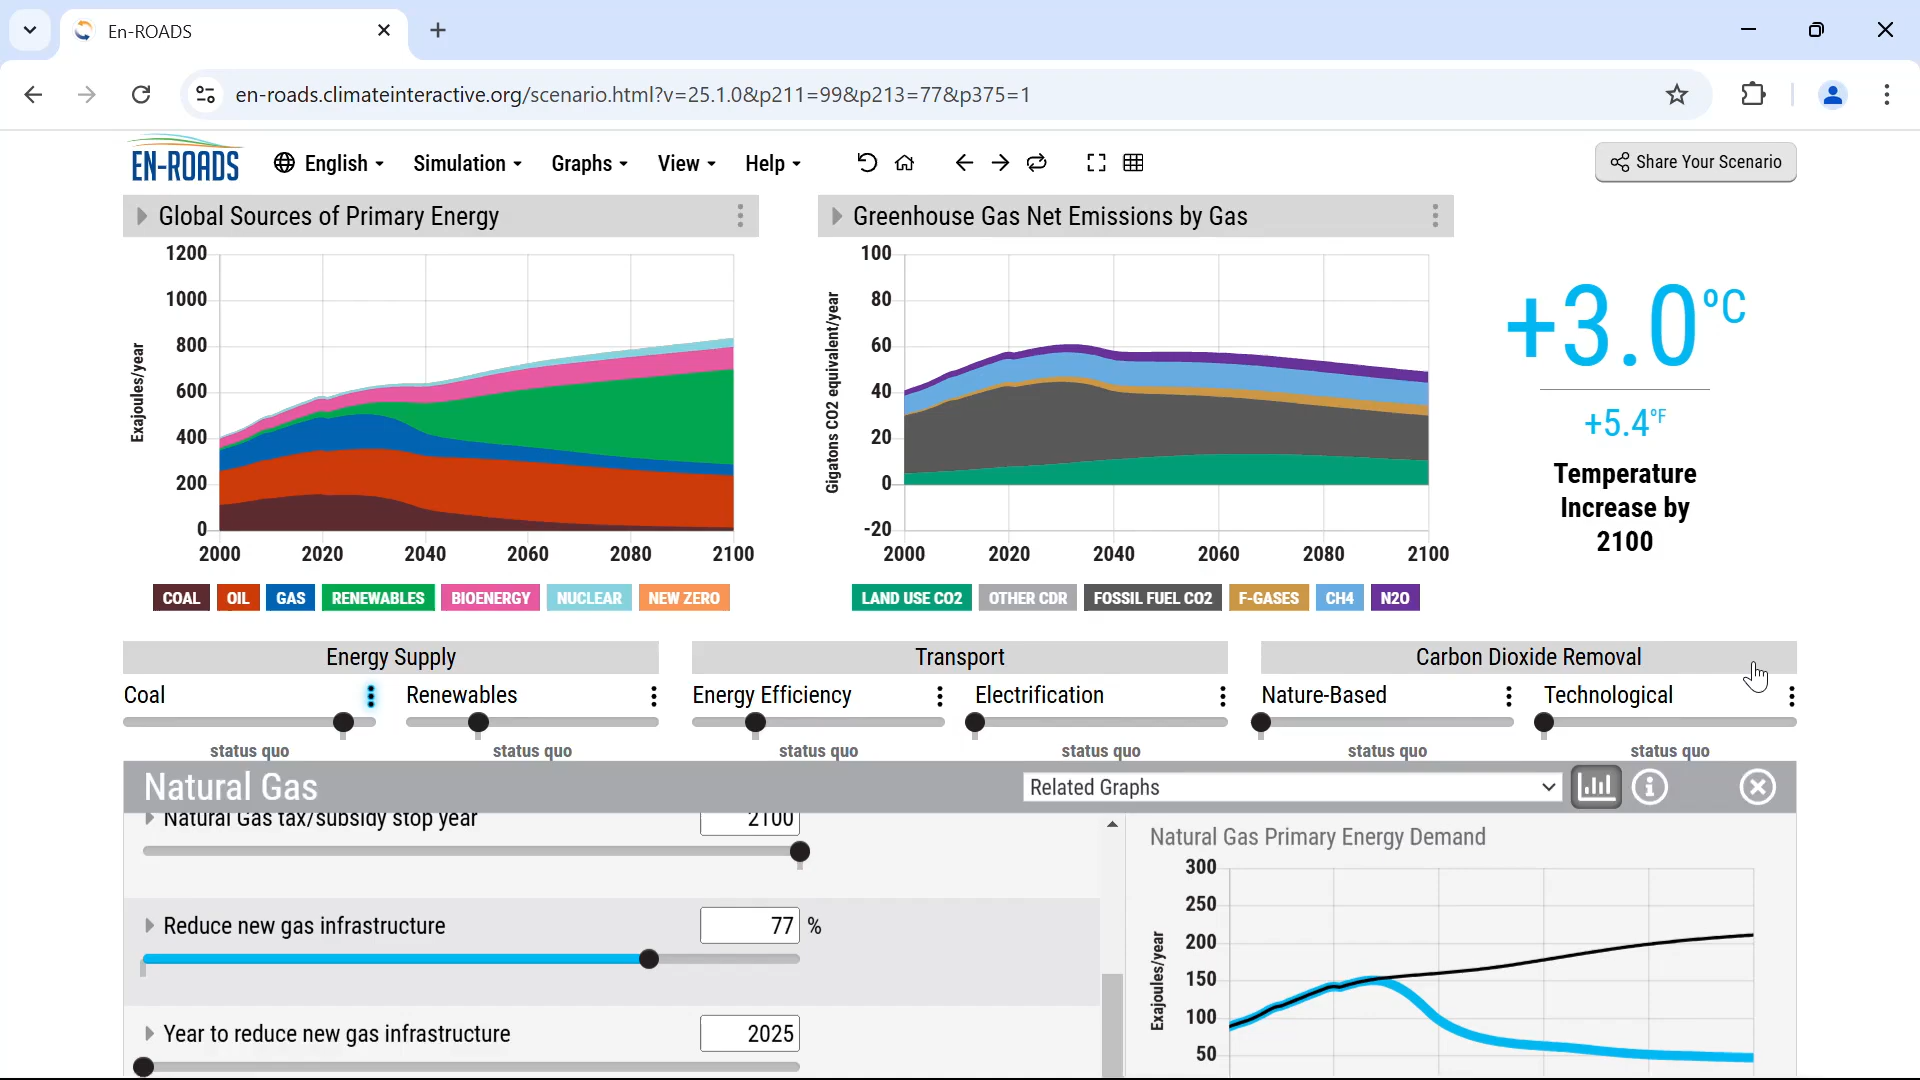 En-ROADS
en-roads.climateinteractive.org/scenario.html?v=25.1.0&p211=99&p213=77&p375=1
EN-ROADS English Simulation Graphs View Help Share Your Scenario
Global Sources of Primary Energy
Exajoules/year
1200
1000
800
600
400
200
0
2000 2020 2040 2060 2080 2100
COAL OIL GAS RENEWABLES BIOENERGY NUCLEAR NEW ZERO
Greenhouse Gas Net Emissions by Gas
Gigatons CO2 equivalent/year
100
80
60
40
20
0
-20
2000 2020 2040 2060 2080 2100
LAND USE CO2 OTHER CDR FOSSIL FUEL CO2 F-GASES CH4 N2O
+3.0°C
+5.4°F
Temperature
Increase by
2100
Energy Supply Transport Carbon Dioxide Removal
Coal Renewables Energy Efficiency Electrification Nature-Based Technological
status quo status quo status quo status quo status quo status quo
Natural Gas Related Graphs
Natural Gas tax/subsidy stop year 2100
Reduce new gas infrastructure 77 %
Year to reduce new gas infrastructure 2025
Natural Gas Primary Energy Demand
Exajoules/year
300
250
200
150
100
50